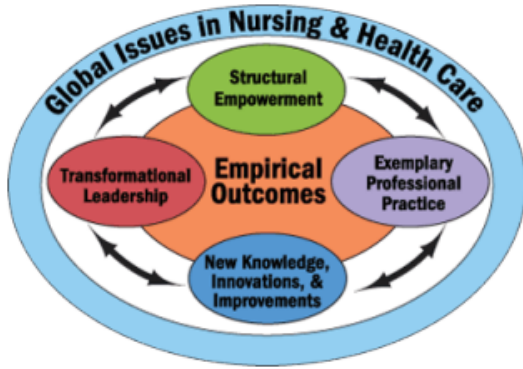 Global Issues in Nursing & Health Care
Structural
Empowerment
Transformational
Leadership
Empirical
Outcomes
Exemplary
Professional
Practice
New Knowledge,
Innovations, &
Improvements